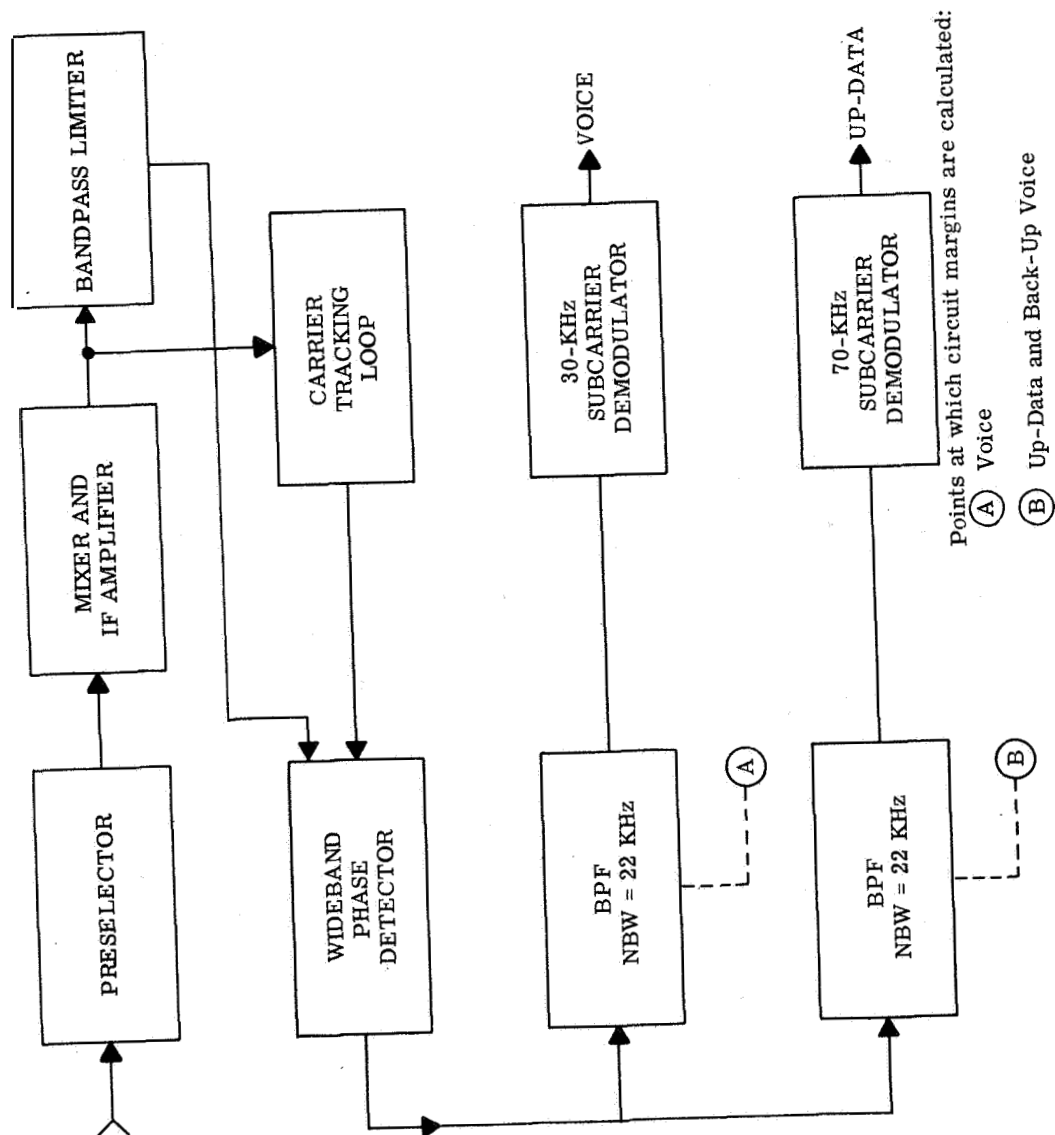 PRESELECTOR
MIXER AND
IF AMPLIFIER
BANDPASS LIMITER
WIDEBAND
PHASE
DETECTOR
CARRIER
TRACKING
LOOP
BPF
NBW = 22 KHz
30-KHz
SUBCARRIER
DEMODULATOR
VOICE
A
BPF
NBW = 22 KHz
70-KHz
SUBCARRIER
DEMODULATOR
UP-DATA
B
Points at which circuit margins are calculated:
A Voice
B Up-Data and Back-Up Voice